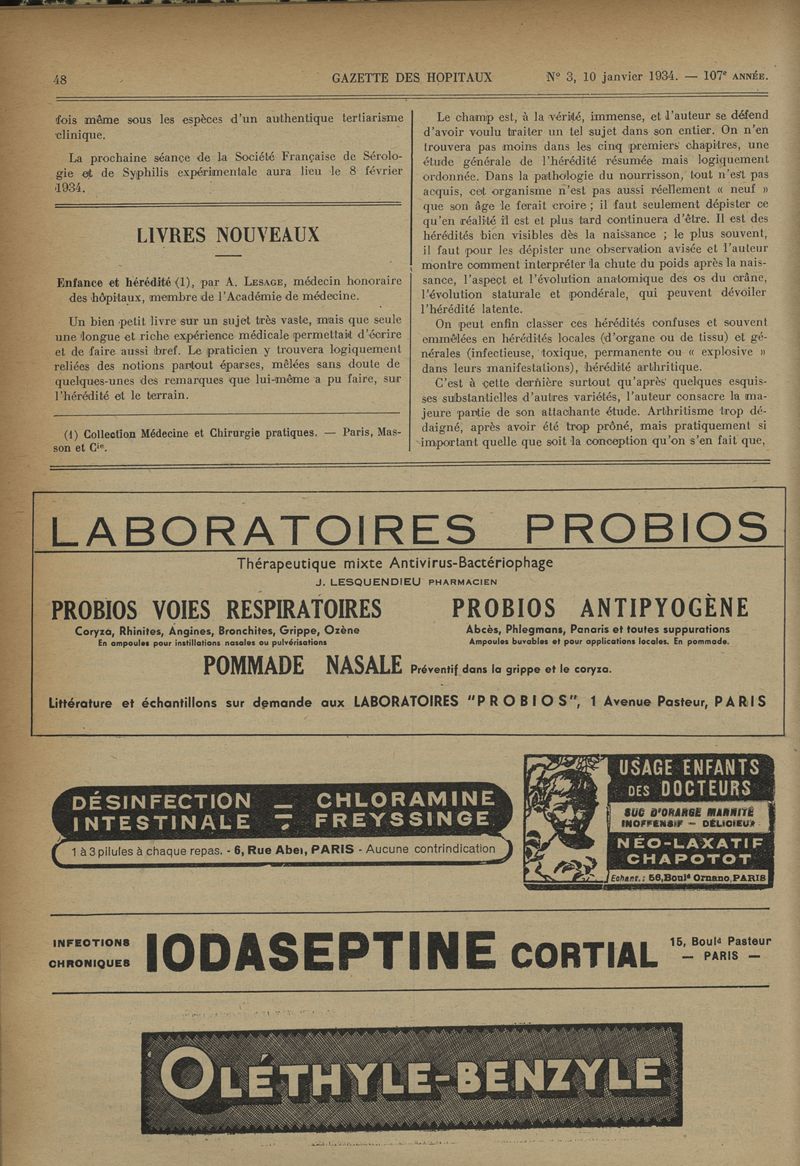 48
GAZETTE DES HOPITAUX
N° 3, 10 janvier 1934. — 107e ANNÉE.
fois même sous les espèces d'un authentique tertiarisme
clinique.
La prochaine séance de la Société Française de Sérolo-
gie et de Syphilis expérimentale aura lieu le 8 février
1934.
LIVRES NOUVEAUX
Enfance et hérédité (1), par A. LESAGE, médecin honoraire
des hôpitaux, membre de l'Académie de médecine.
Un bien petit livre sur un sujet très vaste, mais que seule
une longue et riche expérience médicale permettait d'écrire
et de faire aussi bref. Le praticien y trouvera logiquement
reliées des notions partout éparses, mêlées sans doute de
quelques-unes des remarques que lui-même a pu faire, sur
l'hérédité et le terrain.
(1) Collection Médecine et Chirurgie pratiques. — Paris, Mas-
son et Cie.
Le champ est, à la vérité, immense, et l'auteur se défend
d'avoir voulu traiter un tel sujet dans son entier. On n'en
trouvera pas moins dans les cinq premiers chapitres, une
étude générale de l'hérédité résumée mais logiquement
ordonnée. Dans la pathologie du nourrisson, tout n'est pas
acquis, cet organisme n'est pas aussi réellement « neuf »
que son âge le ferait croire ; il faut seulement dépister ce
qu'en réalité il est et plus tard continuera d'être. Il est des
hérédités bien visibles dès la naissance ; le plus souvent,
il faut pour les dépister une observation avisée et l'auteur
montre comment interpréter la chute du poids après la nais-
sance, l'aspect et l'évolution anatomique des os du crâne,
l'évolution staturale et pondérale, qui peuvent dévoiler
l'hérédité latente.
On peut enfin classer ces hérédités confuses et souvent
emmêlées en hérédités locales (d'organe ou de tissu) et gé-
nérales (infectieuse, toxique, permanente ou « explosive »
dans leurs manifestations), hérédité arthritique.
C'est à cette dernière surtout qu'après quelques esquis-
ses substantielles d'autres variétés, l'auteur consacre la ma-
jeure partie de son attachante étude. Arthritisme trop dé-
daigné, après avoir été trop prôné, mais pratiquement si
important quelle que soit la conception qu'on s'en fait que,
LABORATOIRES PROBIOS
Thérapeutique mixte Antivirus-Bactériophage
J. LESQUENDIEU PHARMACIEN
PROBIOS VOIES RESPIRATOIRES
Coryza, Rhinites, Angines, Bronchites, Grippe, Ozène
En ampoules pour instillations nasales ou pulvérisations
PROBIOS ANTIPYOGÈNE
Abcès, Phlegmons, Panaris et toutes suppurations
Ampoules buvables et pour applications locales. En pommade.
POMMADE NASALE Préventif dans la grippe et le coryza.
Littérature et échantillons sur demande aux LABORATOIRES "PROBIOS", 1 Avenue Pasteur, PARIS
DÉSINFECTION — CHLORAMINE
INTESTINALE — FREYSSINGE
1 à 3 pilules à chaque repas. - 6, Rue Abel, PARIS - Aucune contrindication
USAGE ENFANTS
DES DOCTEURS
SUC D'ORANGE MANNITÉ
INOFFENSIF — DÉLICIEUX
NÉO-LAXATIF
CHAPOTOT
Echant.: 56, Bould Ornano, PARIS
INFECTIONS
CHRONIQUES
IODASEPTINE CORTIAL
15, Bould Pasteur
— PARIS —
OLÉTHYLE-BENZYLE